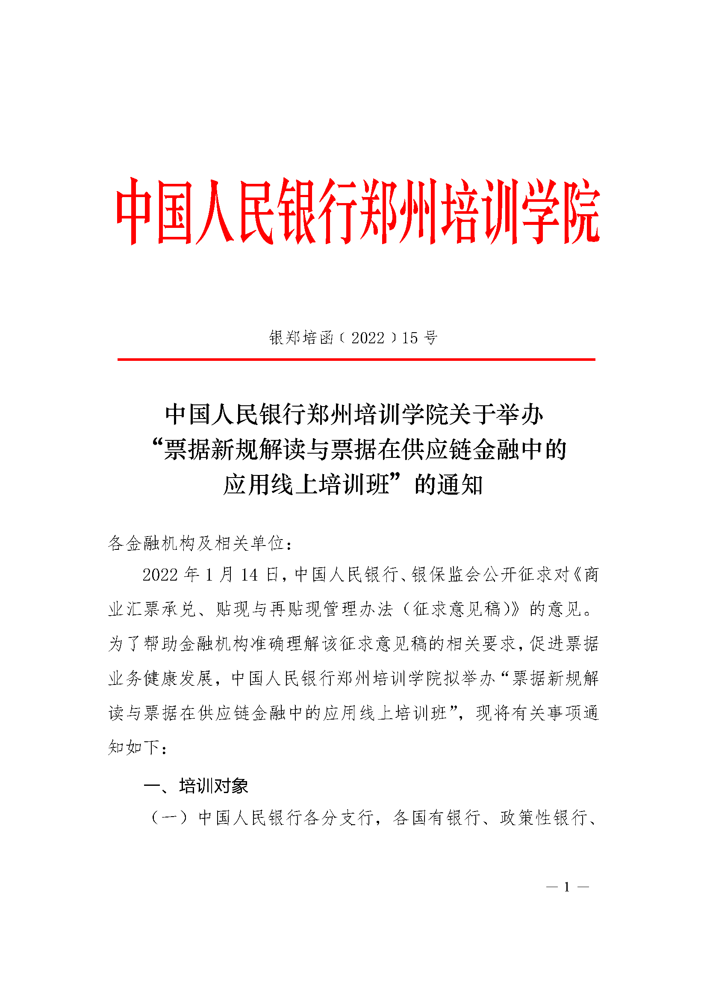 中国人民银行郑州培训学院
银郑培函﹝2022﹞15号
中国人民银行郑州培训学院关于举办
“票据新规解读与票据在供应链金融中的
应用线上培训班”的通知
各金融机构及相关单位：
2022 年 1 月 14 日，中国人民银行、银保监会公开征求对《商
业汇票承兑、贴现与再贴现管理办法（征求意见稿）》的意见。
为了帮助金融机构准确理解该征求意见稿的相关要求，促进票据
业务健康发展，中国人民银行郑州培训学院拟举办“票据新规解
读与票据在供应链金融中的应用线上培训班”，现将有关事项通
知如下：
一、培训对象
（一）中国人民银行各分支行，各国有银行、政策性银行、
— 1 —